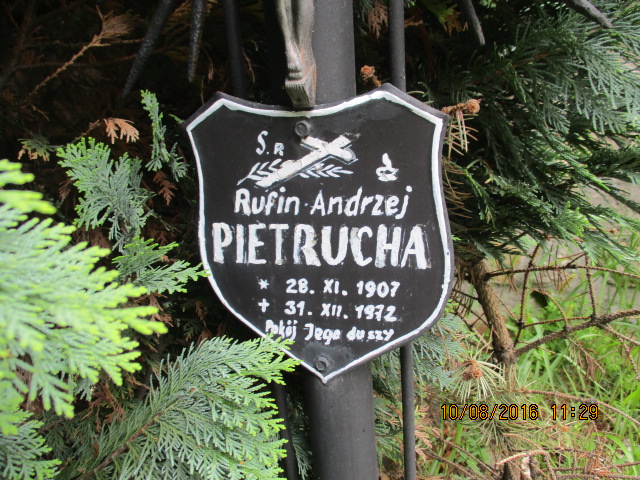 Ś.P.
Rufin Andrzej
PIETRUCHA
* 28. XI. 1907
+ 31. XII. 1972
Pokój Jego duszy
10/08/2016 11:29